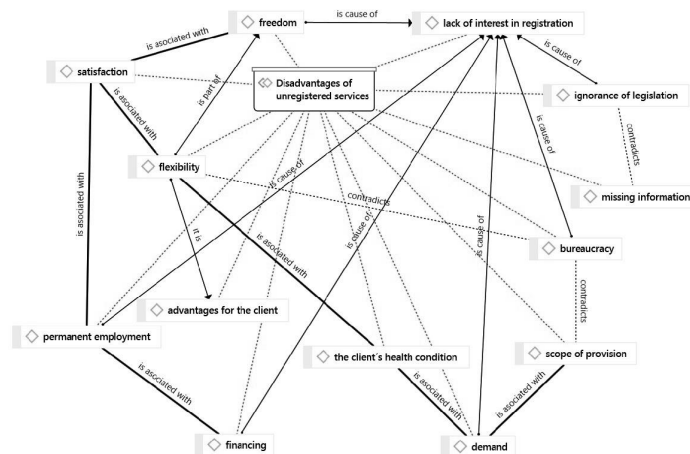 freedom
is cause of
lack of interest in registration
is asociated with
satisfaction
Disadvantages of
unregistered services
is cause of
ignorance of legislation
is part of
is asociated with
is cause of
contradicts
flexibility
is cause of
missing information
contradicts
is asociated with
it is
is cause of
is cause of
bureaucracy
is asociated with
contradicts
advantages for the client
permanent employment
the client's health condition
scope of provision
is asociated with
is asociated with
is asociated with
financing
demand